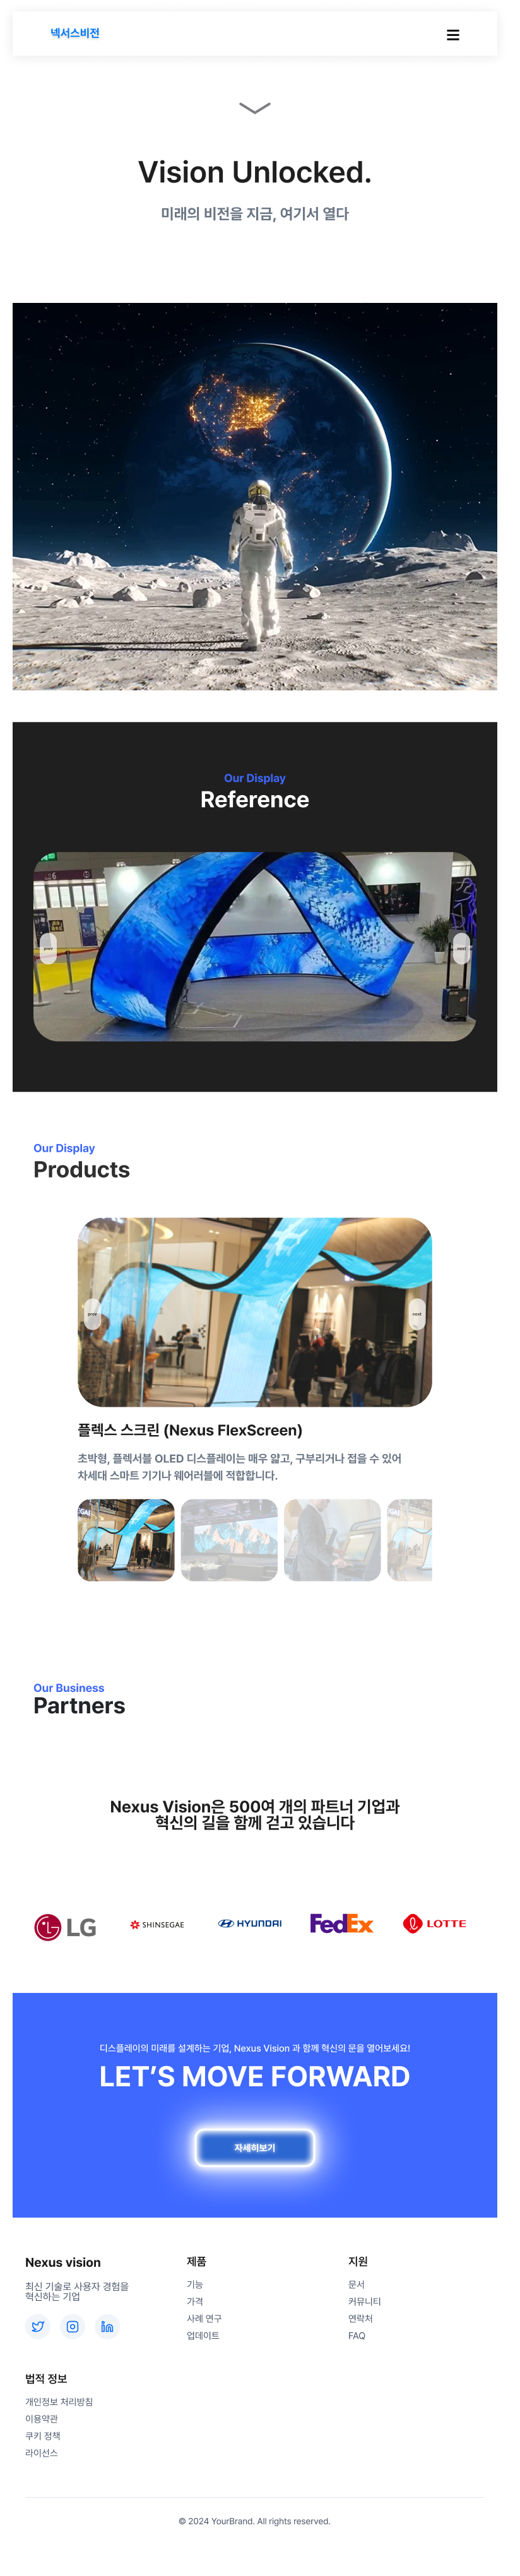 넥서스비전
Vision Unlocked.
미래의 비전을 지금, 여기서 열다
Our Display
Reference
prev
next
Our Display
Products
prev
next
플렉스 스크린 (Nexus FlexScreen)
초박형, 플렉서블 OLED 디스플레이는 매우 얇고, 구부리거나 접을 수 있어
차세대 스마트 기기나 웨어러블에 적합합니다.
Our Business
Partners
Nexus Vision은 500여 개의 파트너 기업과
혁신의 길을 함께 걷고 있습니다
LG SHINSEGAE HYUNDAI FedEx LOTTE
디스플레이의 미래를 설계하는 기업, Nexus Vision 과 함께 혁신의 문을 열어보세요!
LET'S MOVE FORWARD
자세히보기
Nexus vision
최신 기술로 사용자 경험을
혁신하는 기업
제품
기능
가격
사례 연구
업데이트
지원
문서
커뮤니티
연락처
FAQ
법적 정보
개인정보 처리방침
이용약관
쿠키 정책
라이선스
© 2024 YourBrand. All rights reserved.